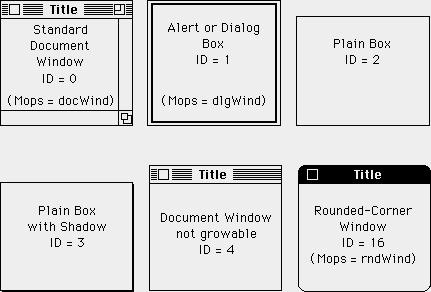 Title
Standard
Document
Window
ID = 0
(Mops = docWind)
Alert or Dialog
Box
ID = 1
(Mops = dlgWind)
Plain Box
ID = 2
Plain Box
with Shadow
ID = 3
Title
Document Window
not growable
ID = 4
Title
Rounded-Corner
Window
ID = 16
(Mops = rndWind)